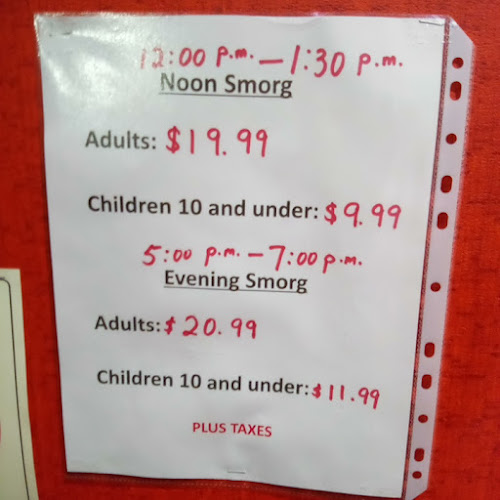 12:00 p.m. – 1:30 p.m.
Noon Smorg
Adults: $19.99
Children 10 and under: $9.99
5:00 p.m. – 7:00 p.m.
Evening Smorg
Adults: $20.99
Children 10 and under: $11.99
PLUS TAXES